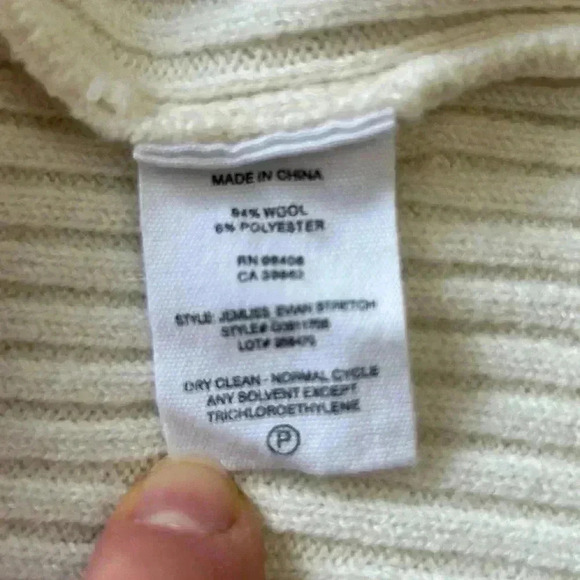 MADE IN CHINA
94% WOOL
6% POLYESTER
RN
CA
STYLE: STRETCH
STYLE#
LOT#
DRY CLEAN - NORMAL CYCLE
ANY SOLVENT EXCEPT
TRICHLOROETHYLENE
P